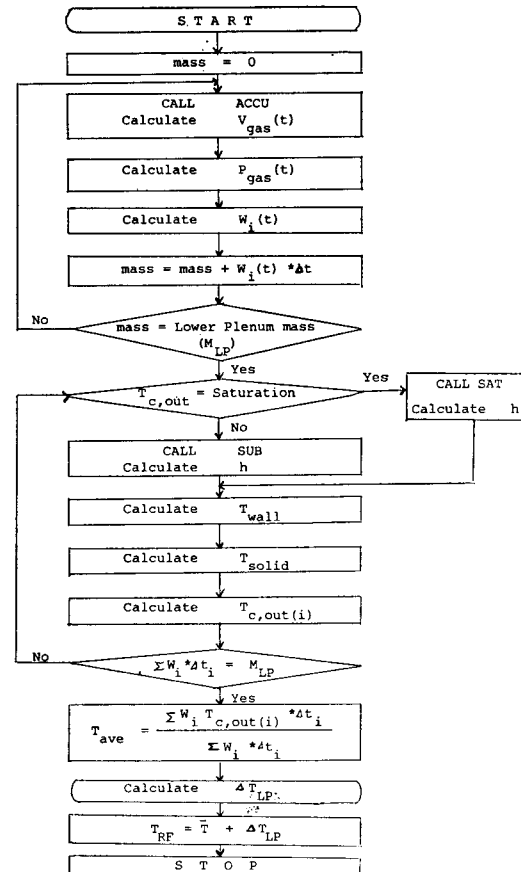 S T A R T
mass = 0
CALL ACCU
Calculate V_gas(t)
Calculate P_gas(t)
Calculate W_i(t)
mass = mass + W_i(t) *Δt
No
mass = Lower Plenum mass
(M_LP)
Yes
T_c,out = Saturation
Yes
CALL SAT
Calculate h
No
CALL SUB
Calculate h
Calculate T_wall
Calculate T_solid
Calculate T_c,out(i)
No
ΣW_i *Δt_i = M_LP
Yes
T_ave = ΣW_i T_c,out(i) *Δt_i
ΣW_i *Δt_i
Calculate ΔT_LP
T_RF = T̄ + ΔT_LP
S T O P